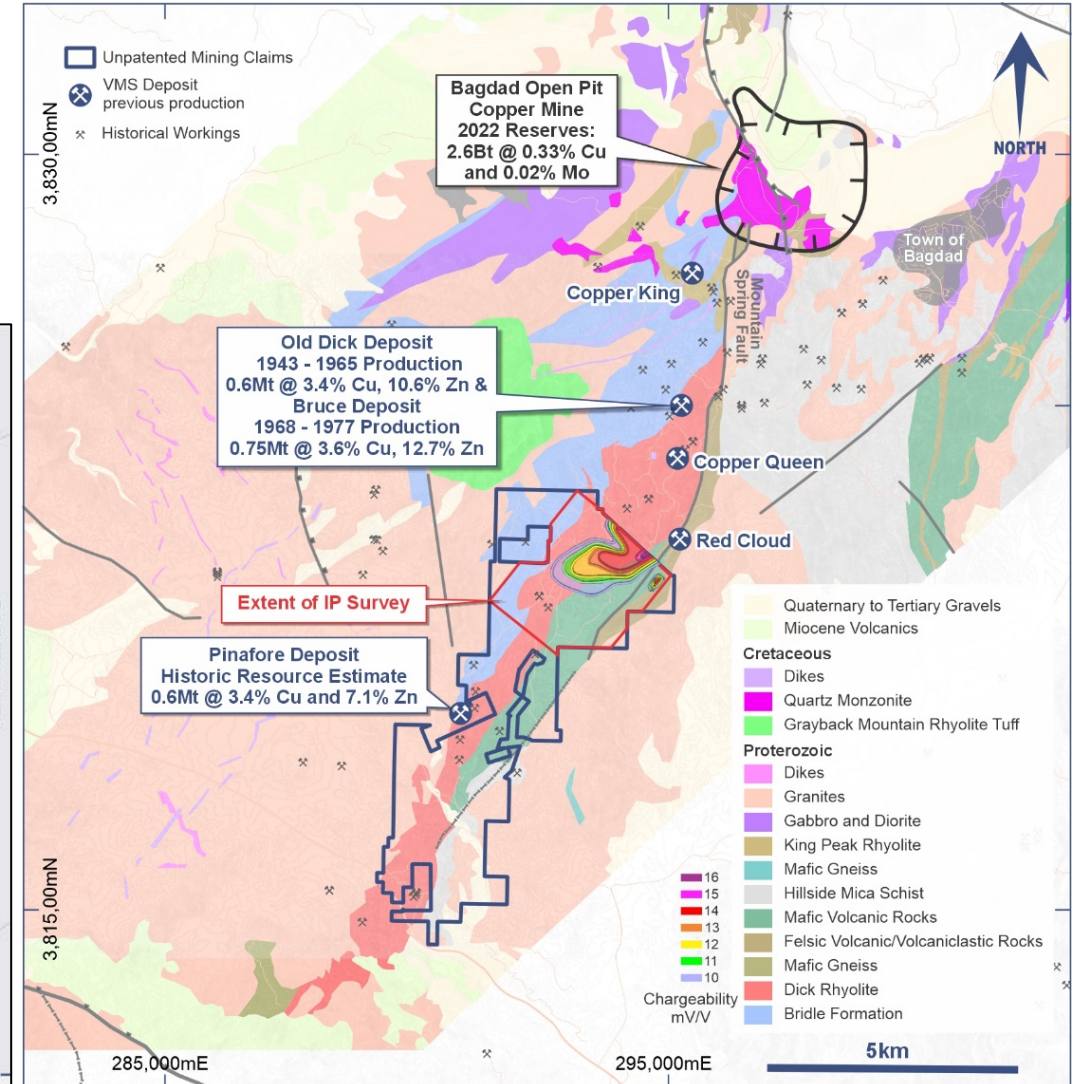 Unpatented Mining Claims
VMS Deposit
previous production
Historical Workings
Bagdad Open Pit
Copper Mine
2022 Reserves:
2.6Bt @ 0.33% Cu
and 0.02% Mo
NORTH
3,830,00mN
Town of
Bagdad
Copper King
Mountain
Spring Fault
Old Dick Deposit
1943 - 1965 Production
0.6Mt @ 3.4% Cu, 10.6% Zn &
Bruce Deposit
1968 - 1977 Production
0.75Mt @ 3.6% Cu, 12.7% Zn
Copper Queen
Red Cloud
Extent of IP Survey
Pinafore Deposit
Historic Resource Estimate
0.6Mt @ 3.4% Cu and 7.1% Zn
Quaternary to Tertiary Gravels
Miocene Volcanics
Cretaceous
Dikes
Quartz Monzonite
Grayback Mountain Rhyolite Tuff
Proterozoic
Dikes
Granites
Gabbro and Diorite
King Peak Rhyolite
Mafic Gneiss
Hillside Mica Schist
Mafic Volcanic Rocks
Felsic Volcanic/Volcaniclastic Rocks
Mafic Gneiss
Dick Rhyolite
Bridle Formation
16
15
14
13
12
11
10
Chargeability
mV/V
3,815,00mN
285,000mE
295,000mE
5km